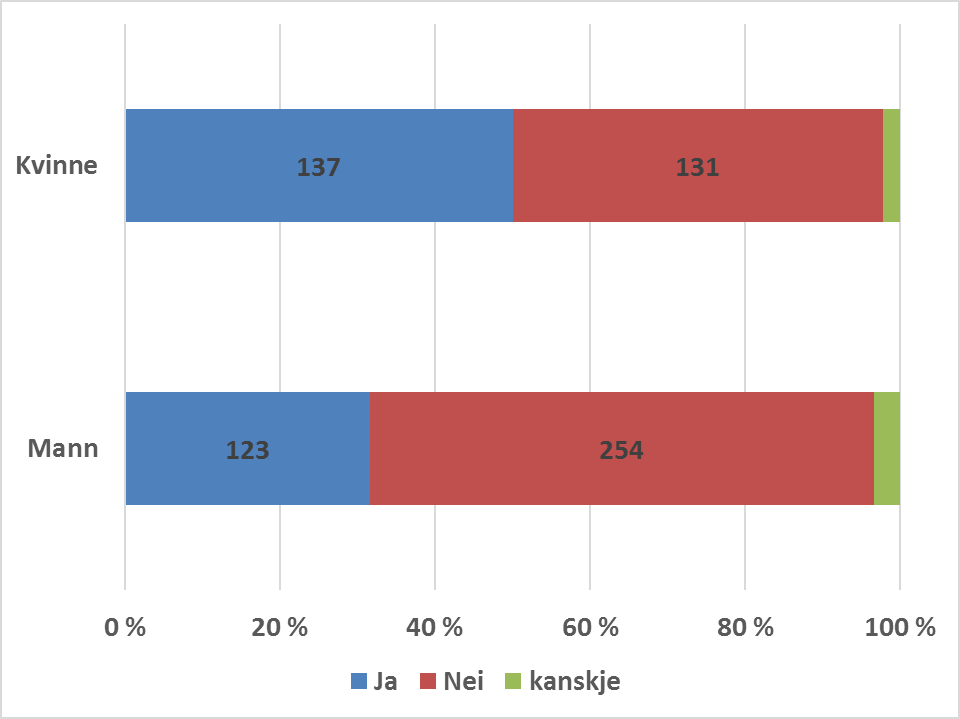 Kvinne 137 131
Mann 123 254
0 % 20 % 40 % 60 % 80 % 100 %
Ja Nei kanskje